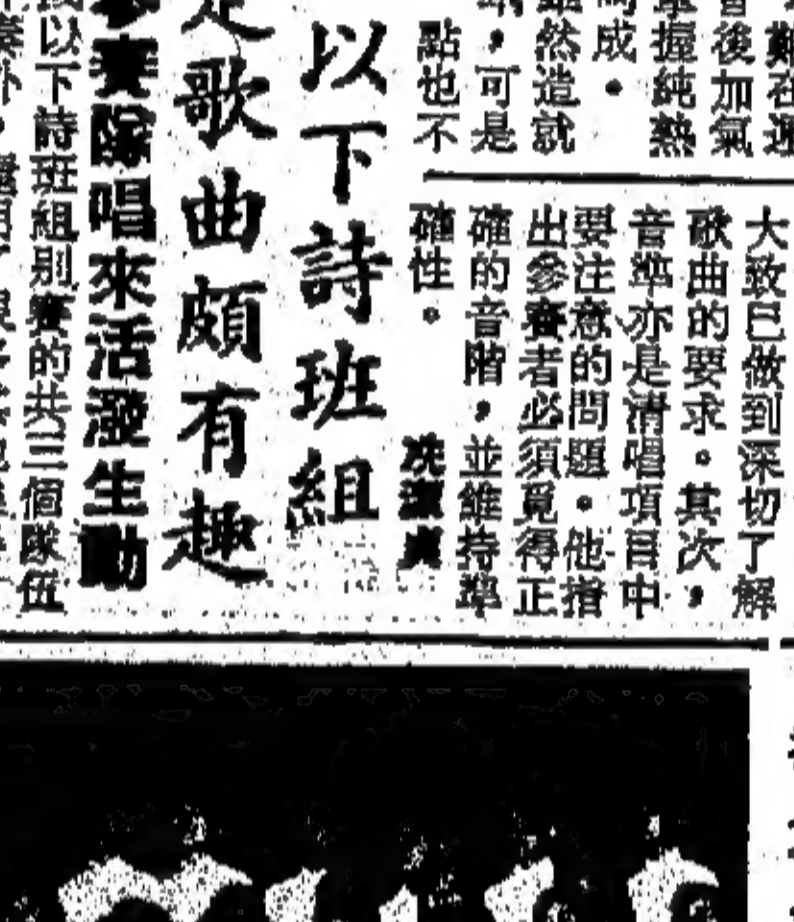 難在運
後加氣
掌握純熱
成。
雖然造就
，可是
點也不
大致已做到深切了解
歌曲的要求。其次，
音準亦是清唱項目中
要注意的問題。他指
出參賽者必須覓得正
確的音階，並維持準
確性。
以下詩班組
定歌曲頗有趣
參賽隊唱來活潑生動
以下詩班組別賽的共三個隊伍